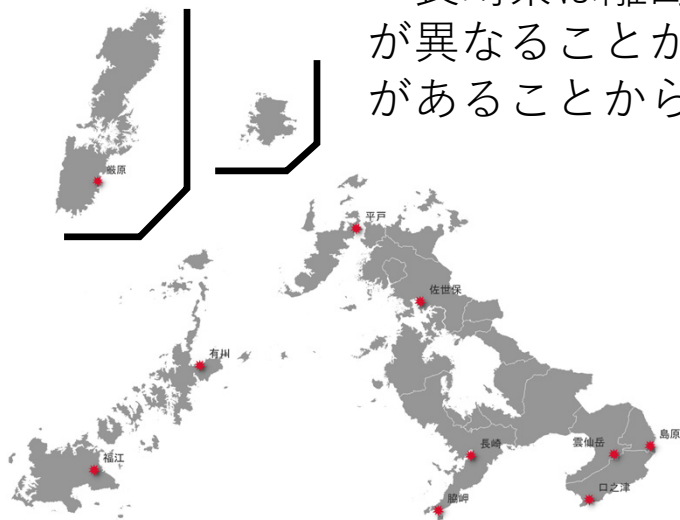 が異なることか
があることから
厳原
平戸
佐世保
有川
福江
長崎
雲仙岳
島原
口之津
脇岬